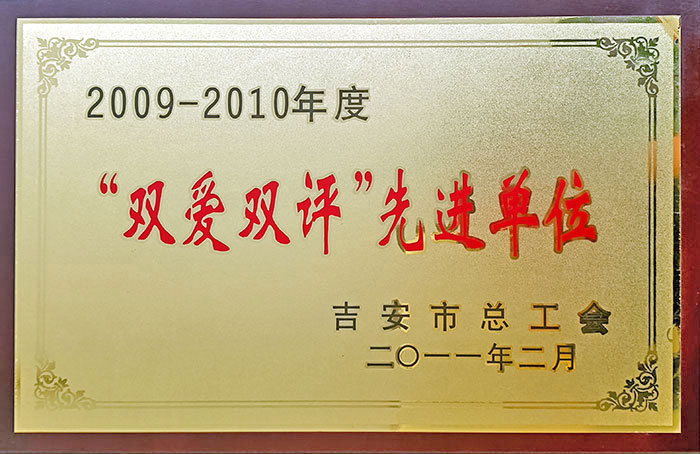 2009-2010年度
“双爱双评”先进单位
吉安市总工会
二〇一一年二月